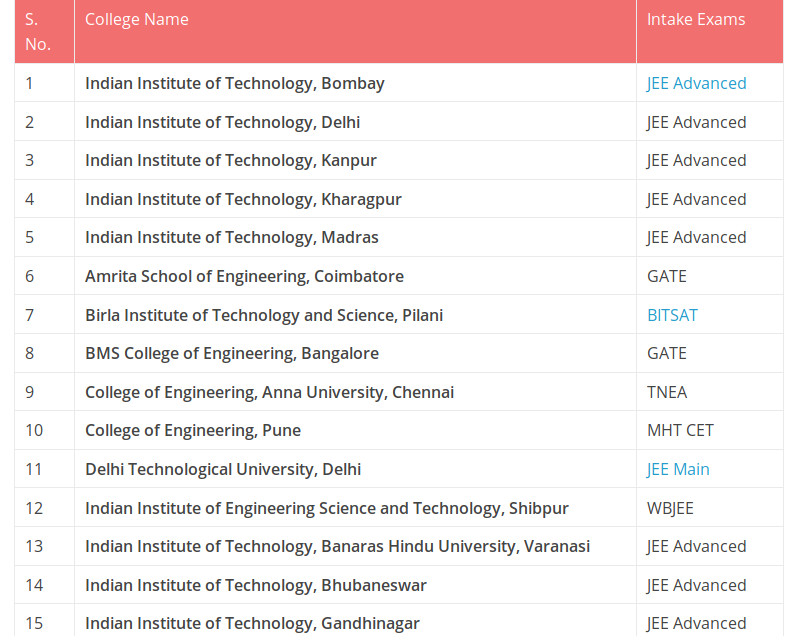 S. No. College Name Intake Exams
1 Indian Institute of Technology, Bombay JEE Advanced
2 Indian Institute of Technology, Delhi JEE Advanced
3 Indian Institute of Technology, Kanpur JEE Advanced
4 Indian Institute of Technology, Kharagpur JEE Advanced
5 Indian Institute of Technology, Madras JEE Advanced
6 Amrita School of Engineering, Coimbatore GATE
7 Birla Institute of Technology and Science, Pilani BITSAT
8 BMS College of Engineering, Bangalore GATE
9 College of Engineering, Anna University, Chennai TNEA
10 College of Engineering, Pune MHT CET
11 Delhi Technological University, Delhi JEE Main
12 Indian Institute of Engineering Science and Technology, Shibpur WBJEE
13 Indian Institute of Technology, Banaras Hindu University, Varanasi JEE Advanced
14 Indian Institute of Technology, Bhubaneswar JEE Advanced
15 Indian Institute of Technology, Gandhinagar JEE Advanced